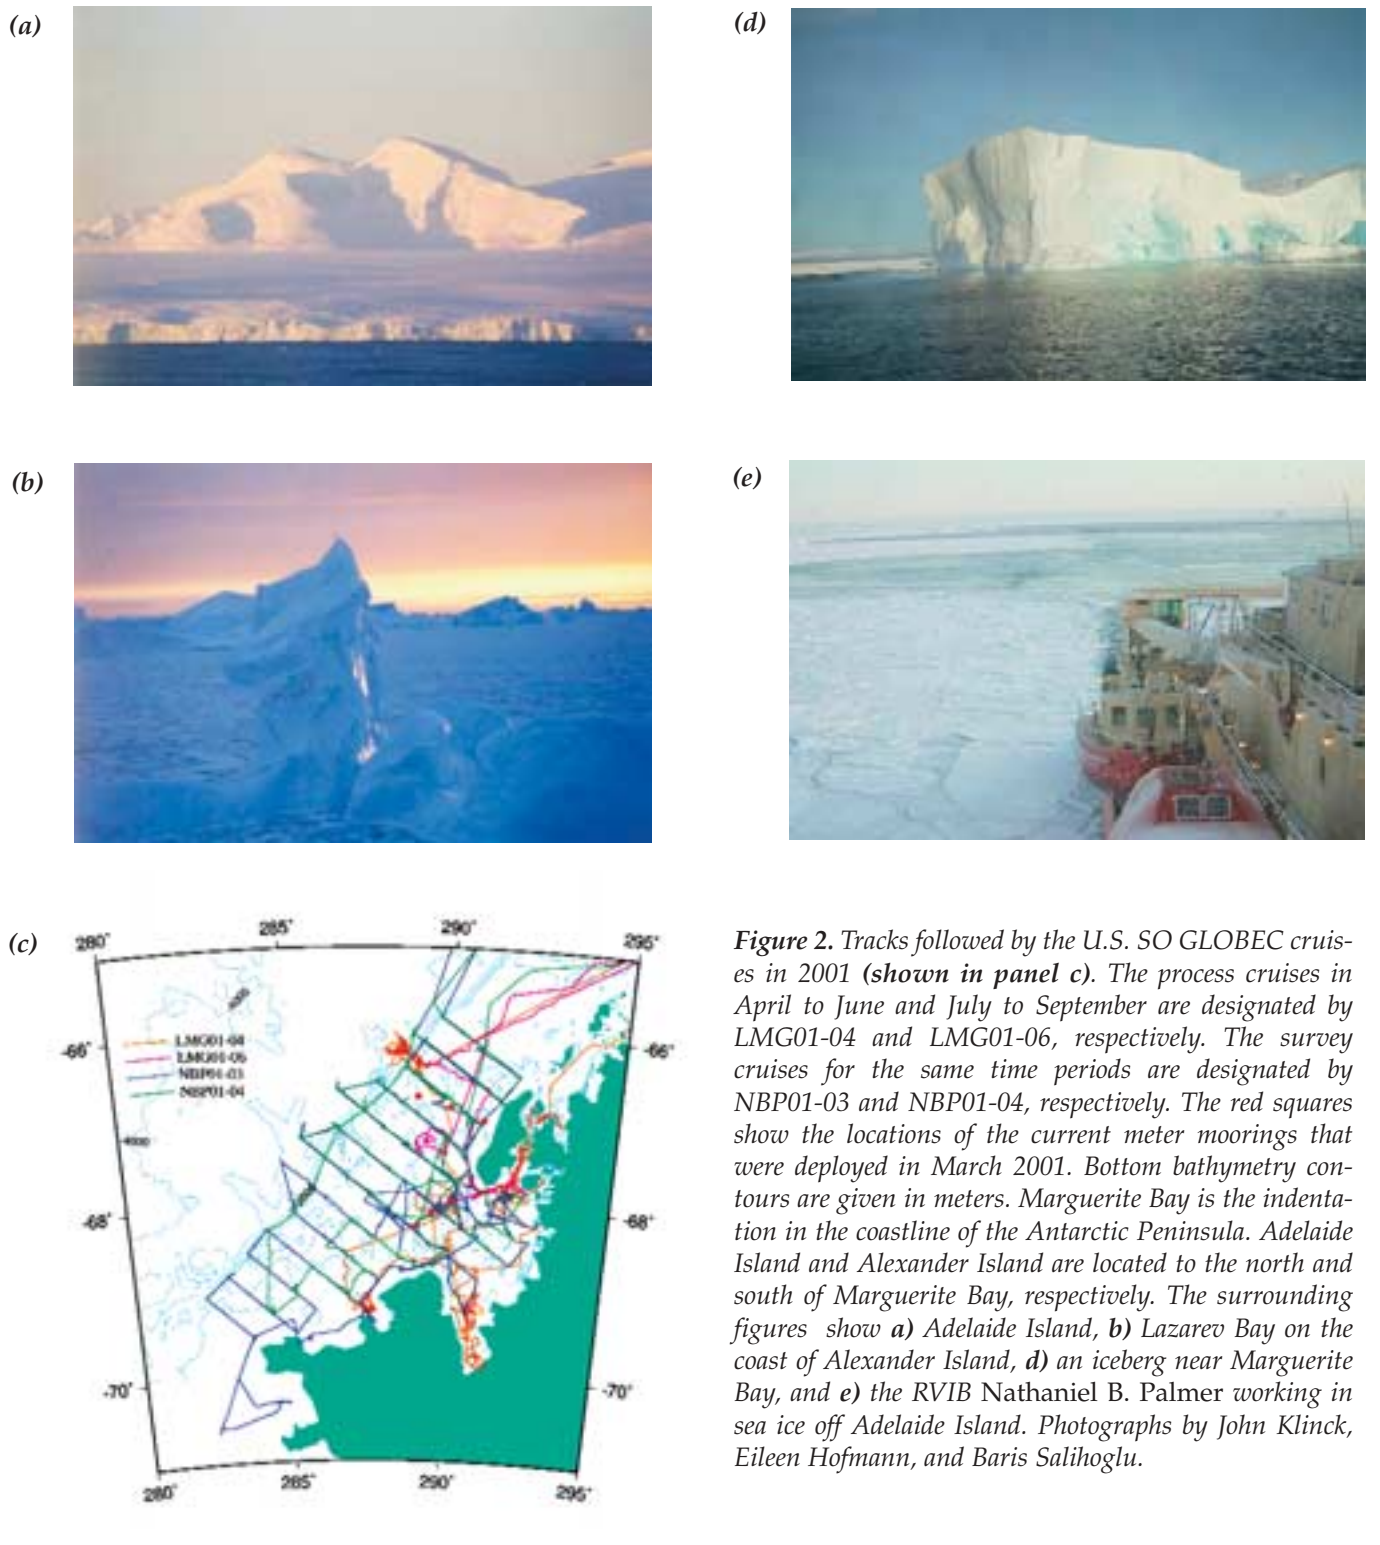 (a)
(d)
(b)
(e)
(c)
280°
285°
290°
295°
-66°
-66°
LMG01-04
LMG01-06
NBP01-03
NBP01-04
4000
-68°
-68°
-70°
-70°
280°
285°
290°
295°
Figure 2. Tracks followed by the U.S. SO GLOBEC cruis-
es in 2001 (shown in panel c). The process cruises in
April to June and July to September are designated by
LMG01-04 and LMG01-06, respectively. The survey
cruises for the same time periods are designated by
NBP01-03 and NBP01-04, respectively. The red squares
show the locations of the current meter moorings that
were deployed in March 2001. Bottom bathymetry con-
tours are given in meters. Marguerite Bay is the indenta-
tion in the coastline of the Antarctic Peninsula. Adelaide
Island and Alexander Island are located to the north and
south of Marguerite Bay, respectively. The surrounding
figures show a) Adelaide Island, b) Lazarev Bay on the
coast of Alexander Island, d) an iceberg near Marguerite
Bay, and e) the RVIB Nathaniel B. Palmer working in
sea ice off Adelaide Island. Photographs by John Klinck,
Eileen Hofmann, and Baris Salihoglu.